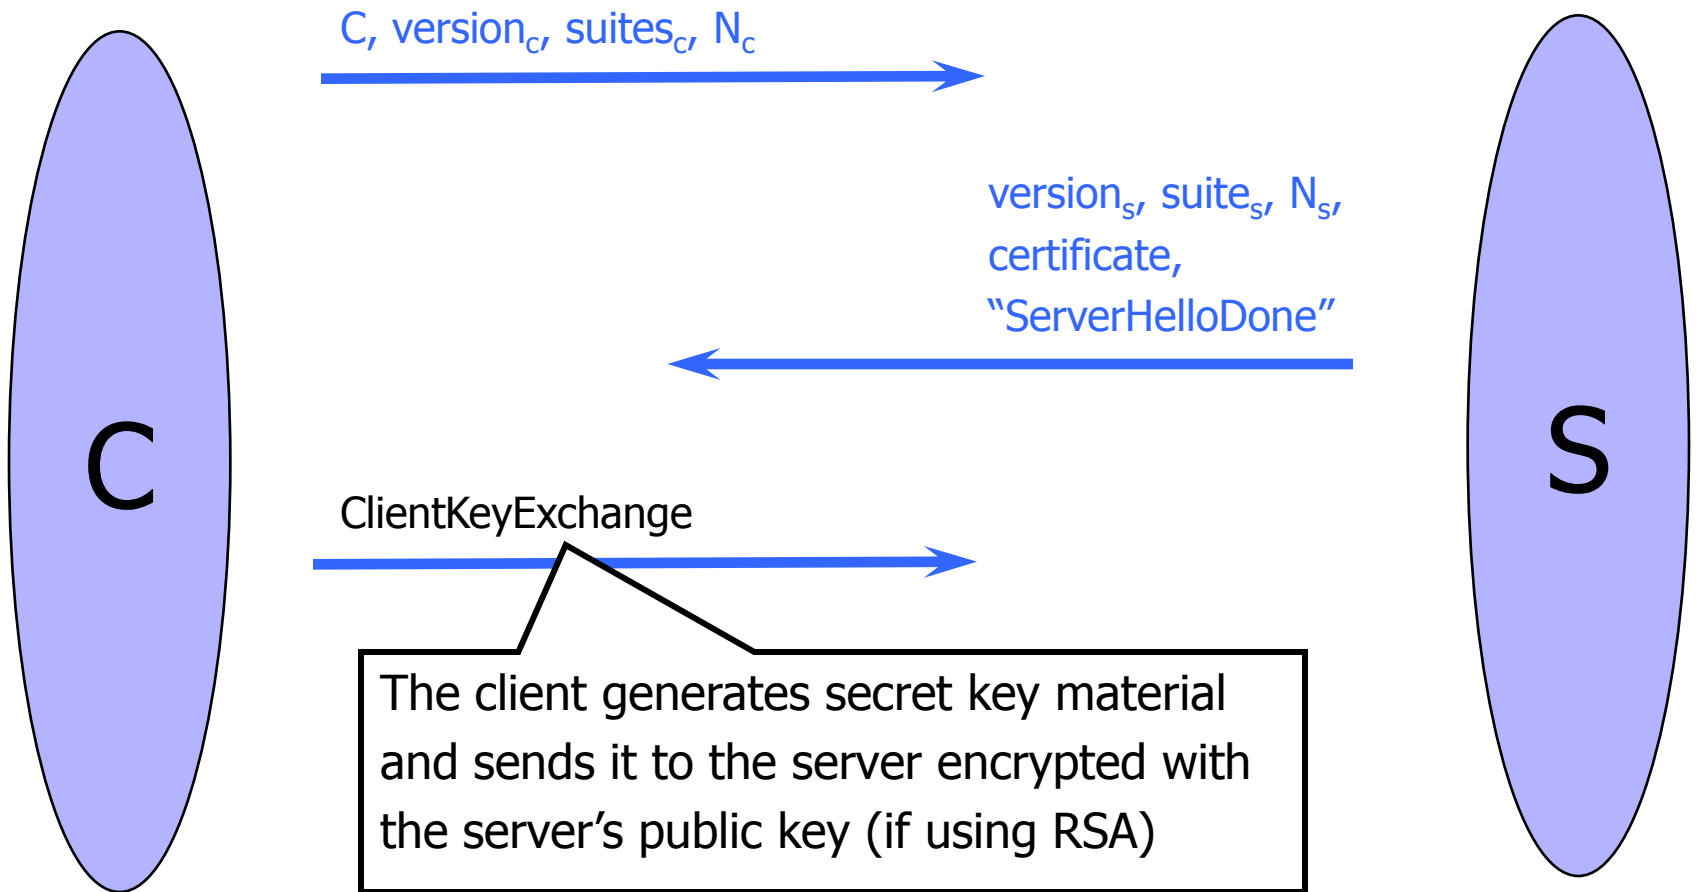 C, version_c, suites_c, N_c
version_s, suite_s, N_s,
certificate,
“ServerHelloDone”
C
S
ClientKeyExchange
The client generates secret key material
and sends it to the server encrypted with
the server’s public key (if using RSA)